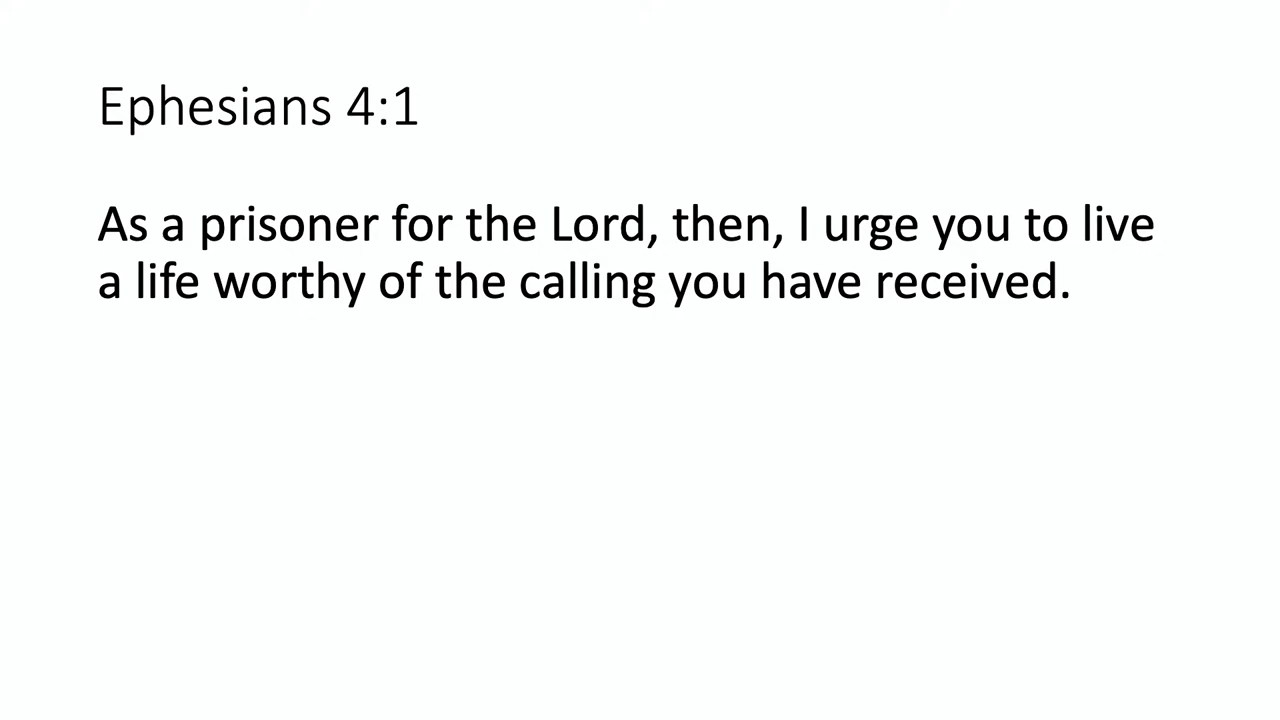 Ephesians 4:1
As a prisoner for the Lord, then, I urge you to live
a life worthy of the calling you have received.